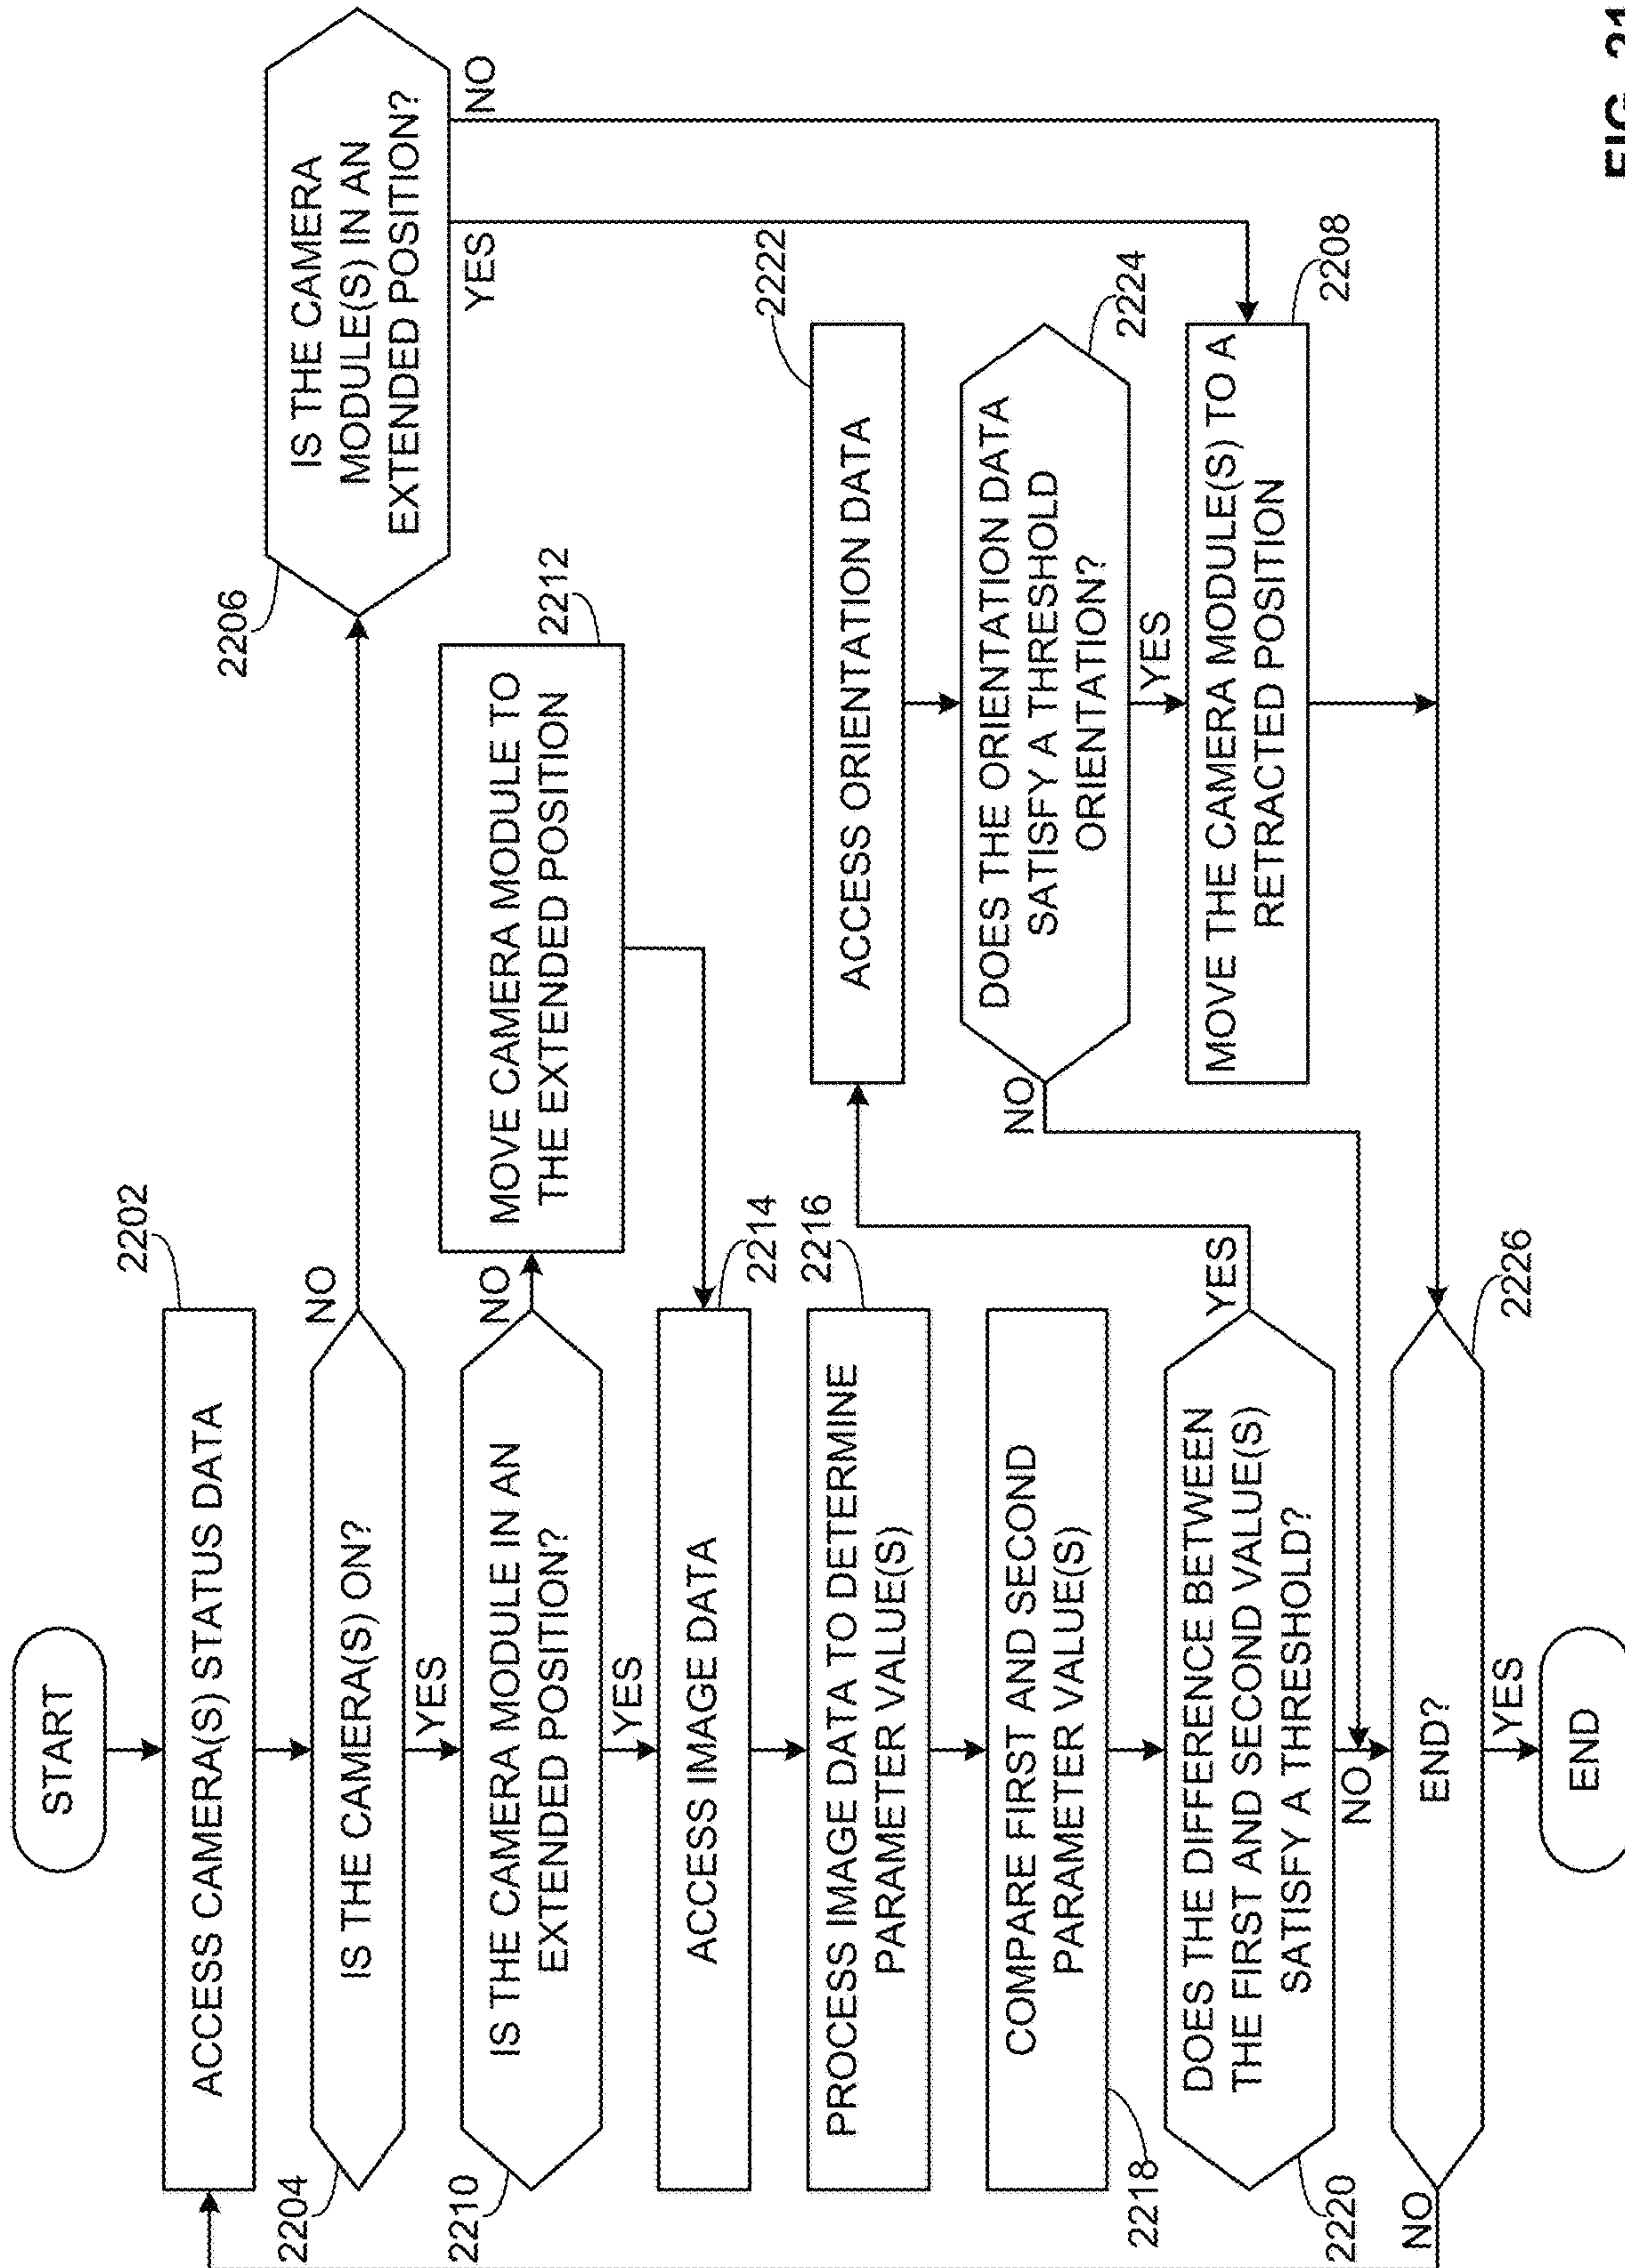 START
ACCESS CAMERA(S) STATUS DATA
2202
IS THE CAMERA(S) ON?
2204
NO
YES
IS THE CAMERA
MODULE(S) IN AN
EXTENDED POSITION?
2206
YES
NO
IS THE CAMERA MODULE IN AN
EXTENDED POSITION?
2210
NO
YES
MOVE CAMERA MODULE TO
THE EXTENDED POSITION
2212
ACCESS IMAGE DATA
2214
PROCESS IMAGE DATA TO DETERMINE
PARAMETER VALUE(S)
2216
COMPARE FIRST AND SECOND
PARAMETER VALUE(S)
2218
DOES THE DIFFERENCE BETWEEN
THE FIRST AND SECOND VALUE(S)
SATISFY A THRESHOLD?
2220
YES
NO
ACCESS ORIENTATION DATA
2222
DOES THE ORIENTATION DATA
SATISFY A THRESHOLD
ORIENTATION?
2224
NO
YES
MOVE THE CAMERA MODULE(S) TO A
RETRACTED POSITION
2208
END?
2226
NO
YES
END
FIG. 21